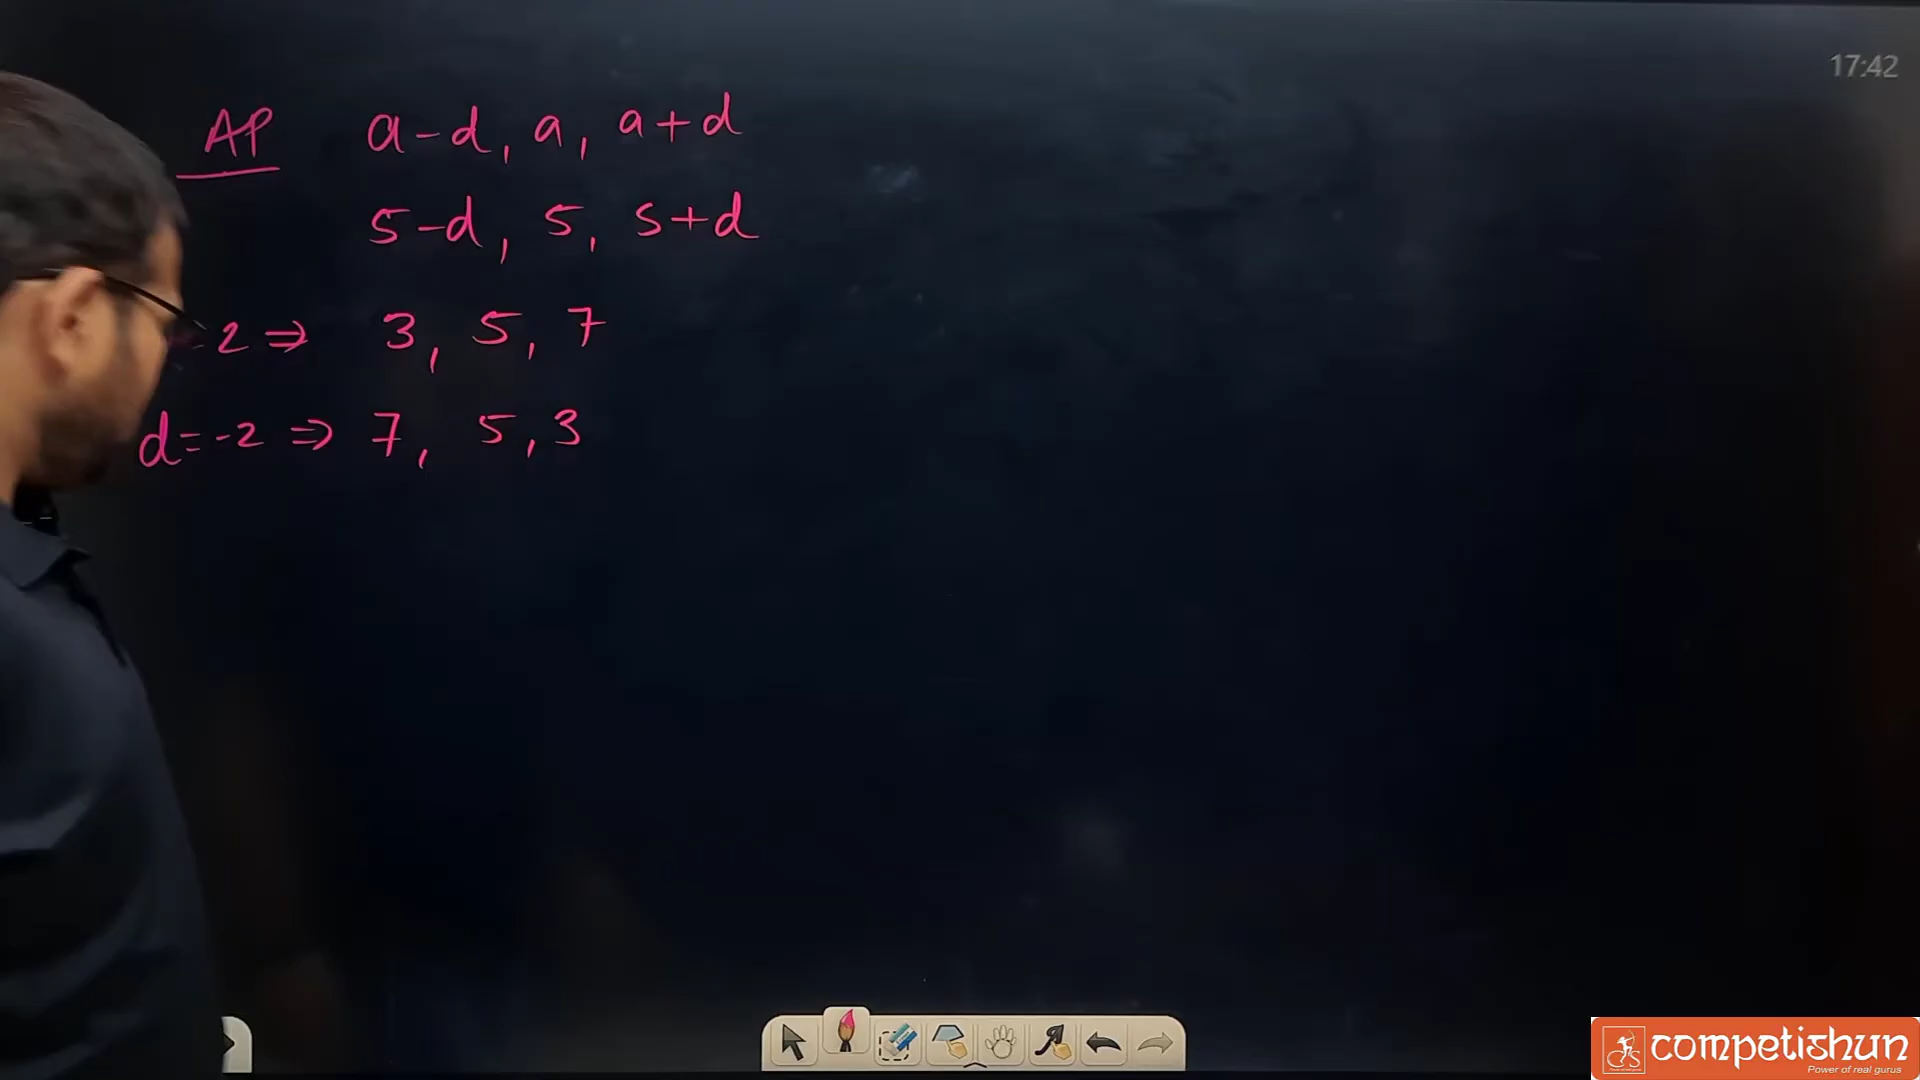 17:42
AP a-d, a, a+d
5-d, 5, 5+d
2 ⇒ 3, 5, 7
d=-2 ⇒ 7, 5, 3
competishun
Power of real gurus